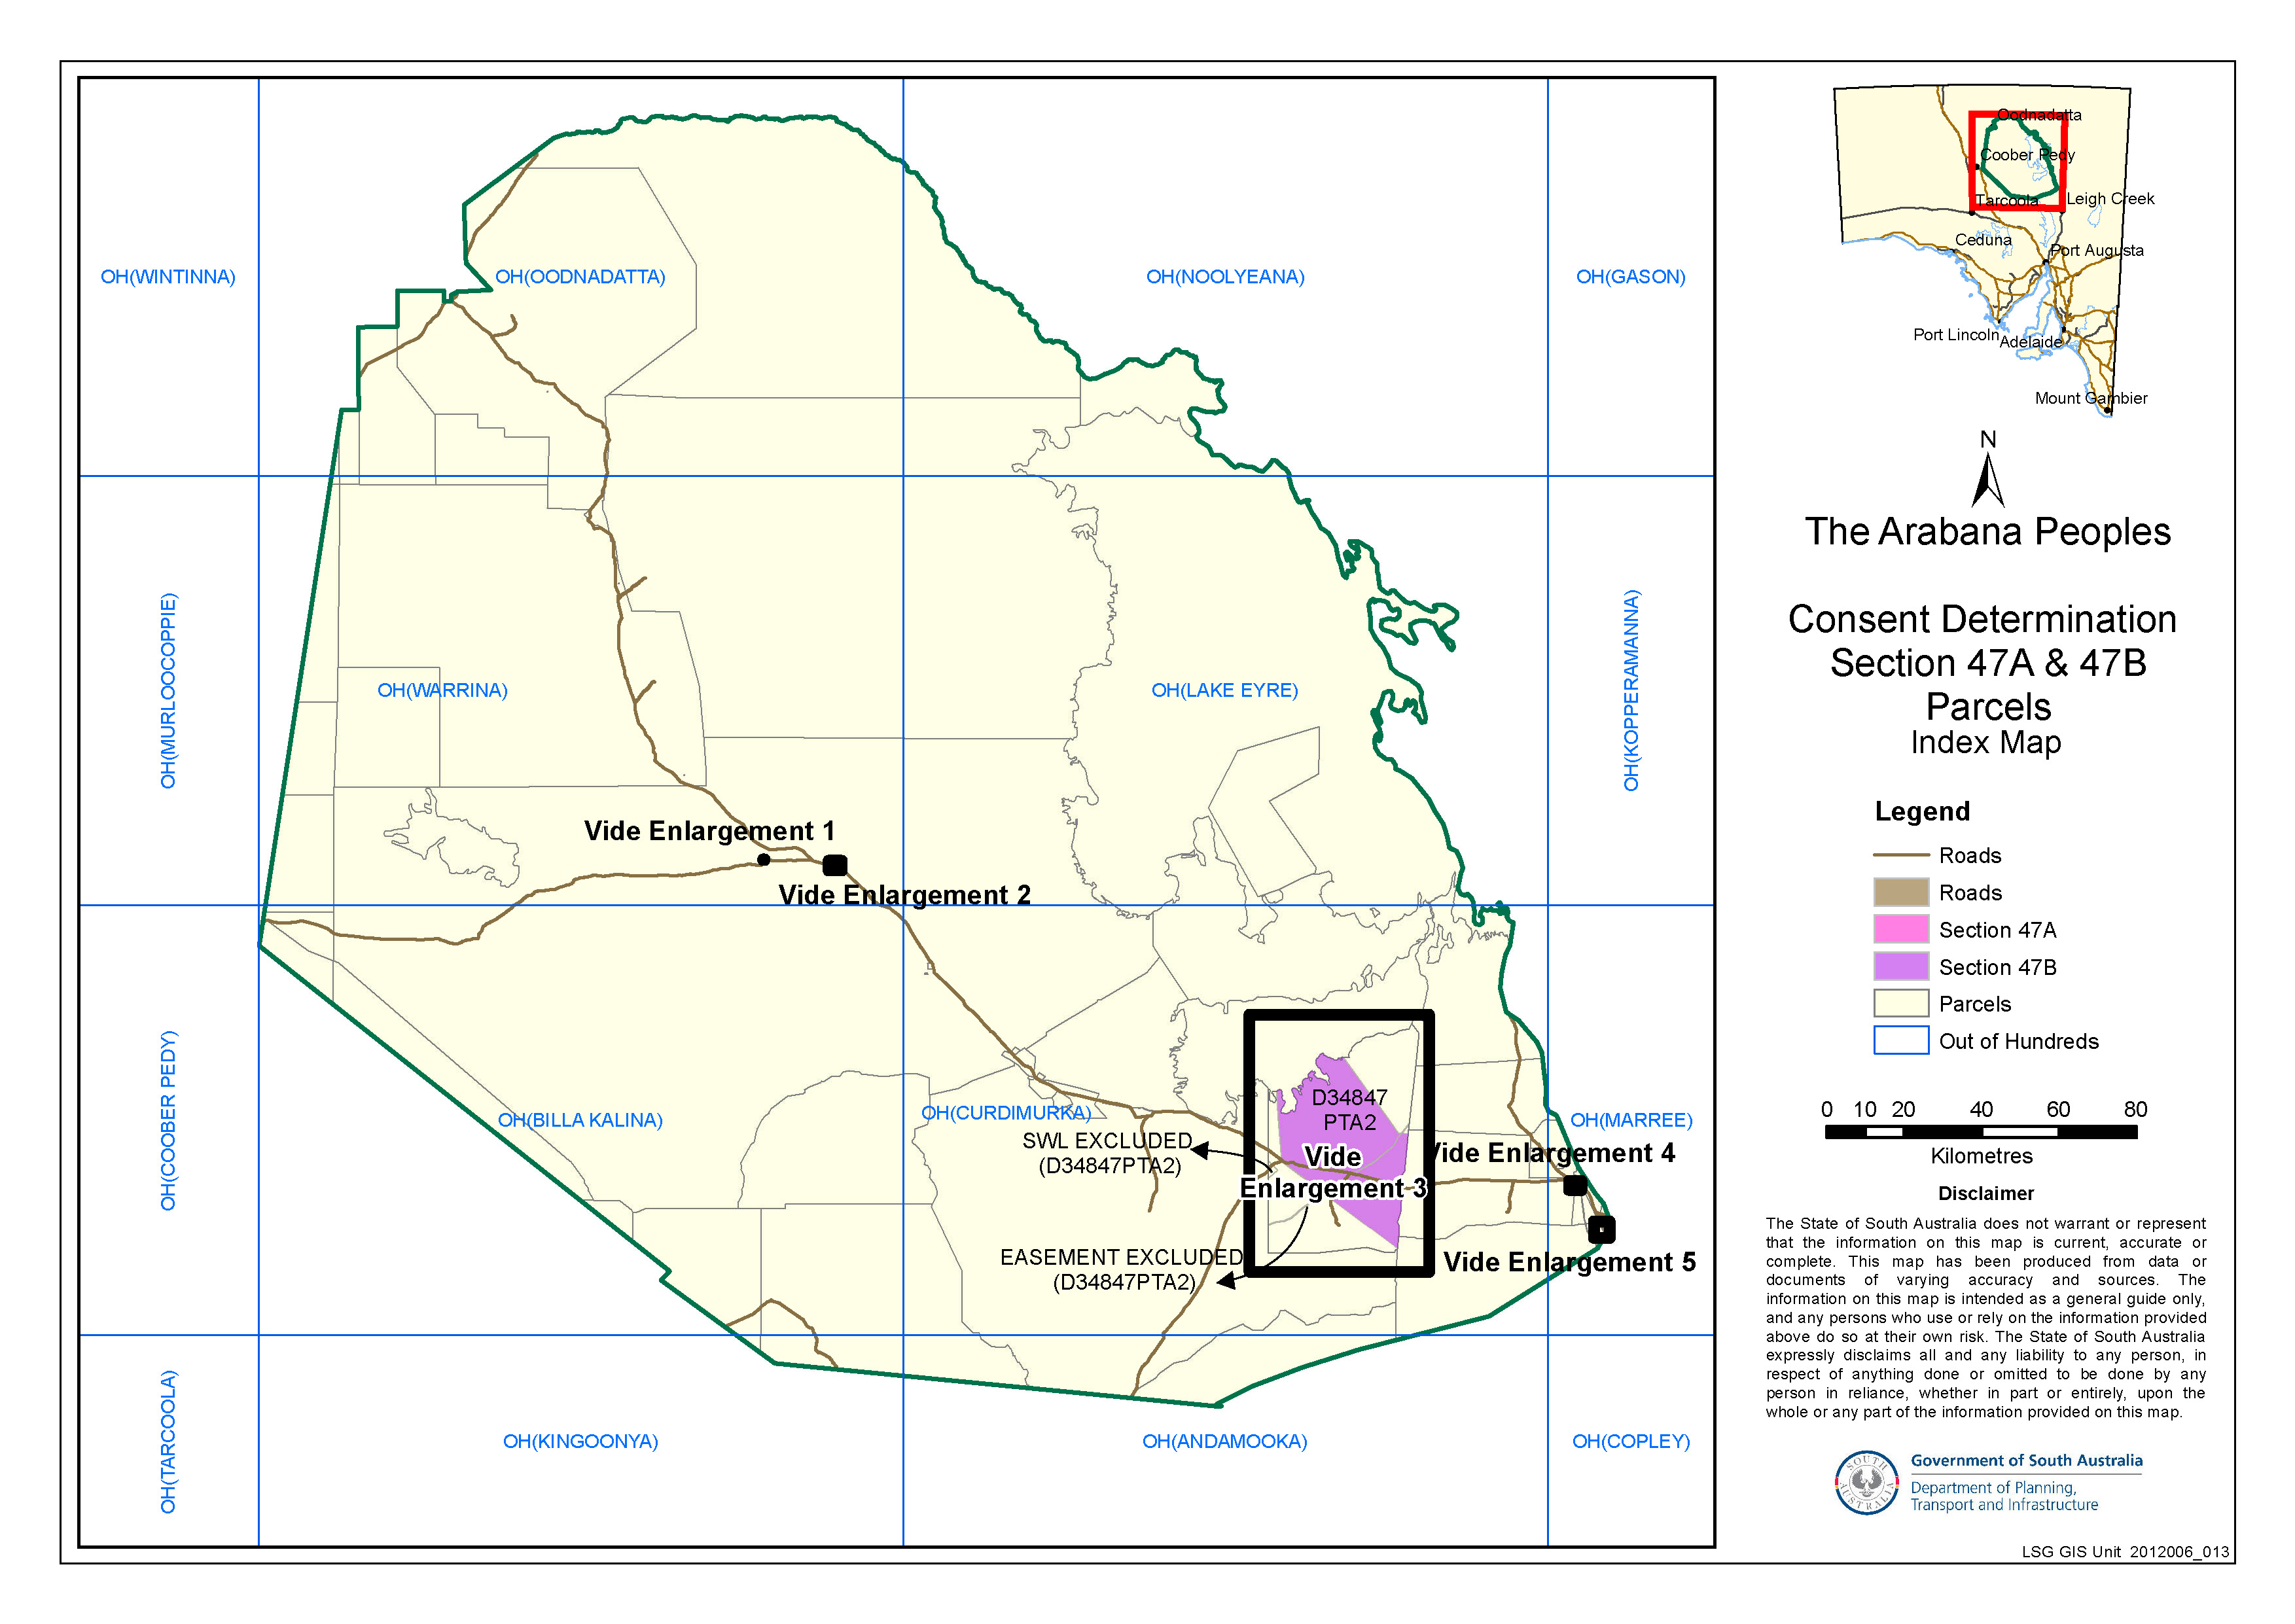 OH(WINTINNA)
OH(OODNADATTA)
OH(NOOLYEANA)
OH(GASON)
OH(MURLOOCOPPIE)
OH(WARRINA)
OH(LAKE EYRE)
OH(KOPPERAMANNA)
Vide Enlargement 1
Vide Enlargement 2
OH(COOBER PEDY)
OH(BILLA KALINA)
OH(CURDIMURKA)
OH(MARREE)
D34847
PTA2
SWL EXCLUDED
(D34847PTA2)
Vide
Enlargement 3
Vide Enlargement 4
EASEMENT EXCLUDED
(D34847PTA2)
Vide Enlargement 5
OH(TARCOOLA)
OH(KINGOONYA)
OH(ANDAMOOKA)
OH(COPLEY)
Oodnadatta
Coober Pedy
Tarcoola
Leigh Creek
Ceduna
Port Augusta
Port Lincoln
Adelaide
Mount Gambier
N
The Arabana Peoples
Consent Determination
Section 47A & 47B
Parcels
Index Map
Legend
Roads
Roads
Section 47A
Section 47B
Parcels
Out of Hundreds
0 10 20 40 60 80
Kilometres
Disclaimer
The State of South Australia does not warrant or represent
that the information on this map is current, accurate or
complete. This map has been produced from data or
documents of varying accuracy and sources. The
information on this map is intended as a general guide only,
and any persons who use or rely on the information provided
above do so at their own risk. The State of South Australia
expressly disclaims all and any liability to any person, in
respect of anything done or omitted to be done by any
person in reliance, whether in part or entirely, upon the
whole or any part of the information provided on this map.
SOUTH AUSTRALIA
Government of South Australia
Department of Planning,
Transport and Infrastructure
LSG GIS Unit 2012006_013